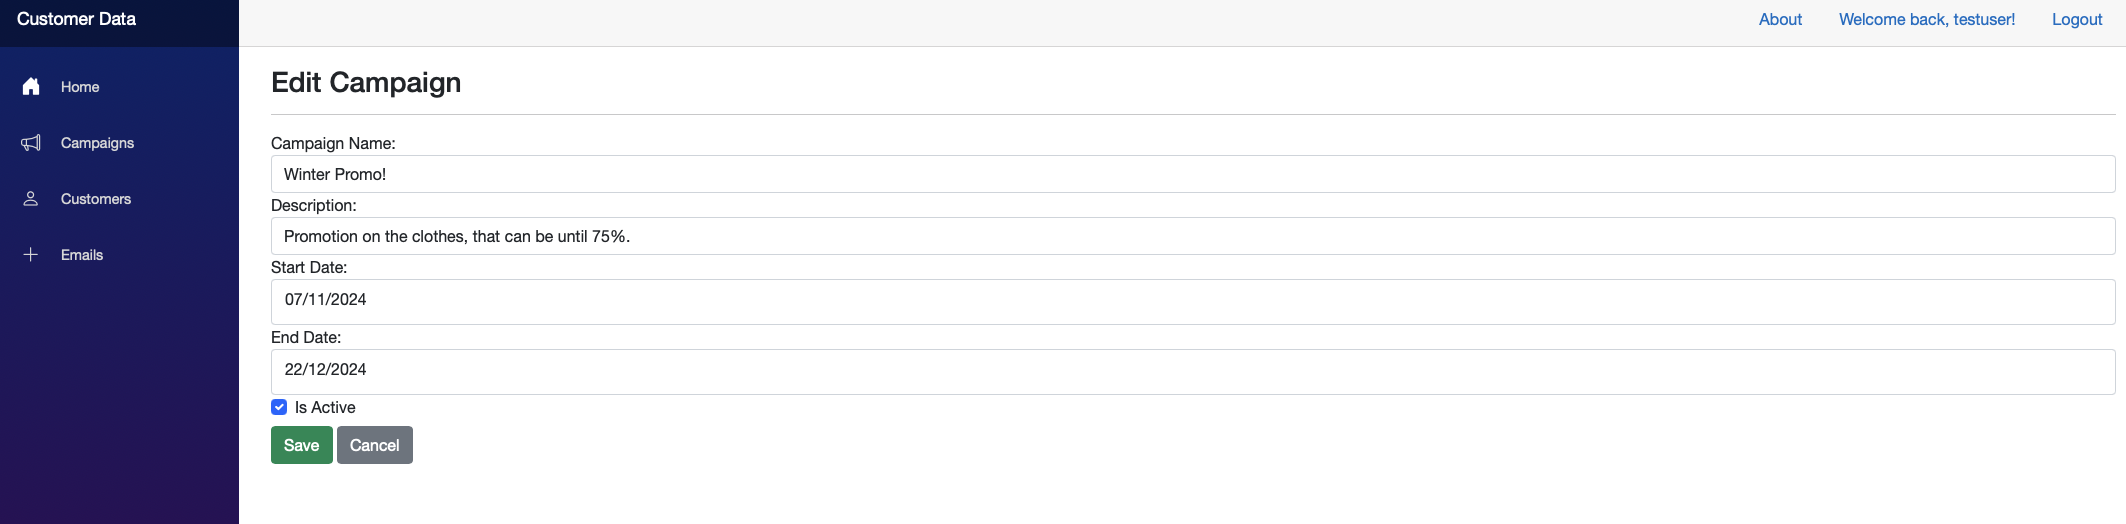 Customer Data
About Welcome back, testuser! Logout
Home
Campaigns
Customers
Emails
Edit Campaign
Campaign Name:
Winter Promo!
Description:
Promotion on the clothes, that can be until 75%.
Start Date:
07/11/2024
End Date:
22/12/2024
Is Active
Save Cancel